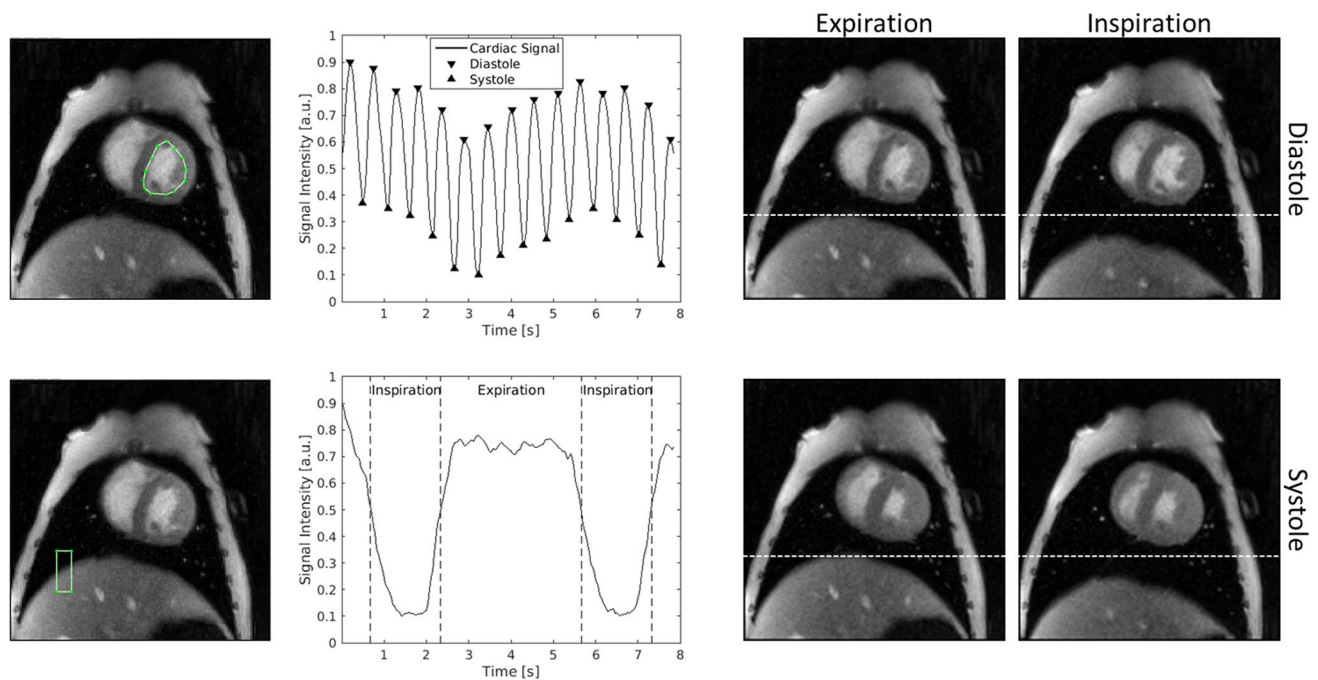 Expiration Inspiration
1
0.9
0.8
0.7
0.6
0.5
0.4
0.3
0.2
0.1
0
Signal Intensity [a.u.]
Cardiac Signal
Diastole
Systole
1 2 3 4 5 6 7 8
Time [s]
Diastole
1
0.9
0.8
0.7
0.6
0.5
0.4
0.3
0.2
0.1
0
Signal Intensity [a.u.]
Inspiration Expiration Inspiration
1 2 3 4 5 6 7 8
Time [s]
Systole